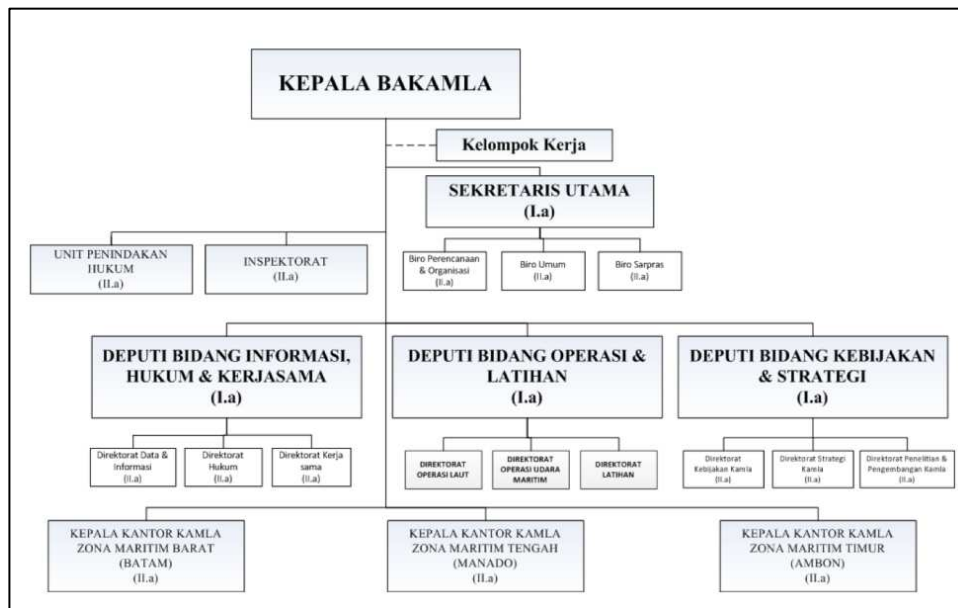 KEPALA BAKAMLA
Kelompok Kerja
SEKRETARIS UTAMA
(I.a)
UNIT PENINDAKAN
HUKUM
(II.a)
INSPEKTORAT
(II.a)
Biro Perencanaan
& Organisasi
(II.a)
Biro Umum
(II.a)
Biro Sarpras
(II.a)
DEPUTI BIDANG INFORMASI,
HUKUM & KERJASAMA
(I.a)
DEPUTI BIDANG OPERASI &
LATIHAN
(I.a)
DEPUTI BIDANG KEBIJAKAN
& STRATEGI
(I.a)
Direktorat Data &
Informasi
(II.a)
Direktorat
Hukum
(II.a)
Direktorat Kerja
sama
(II.a)
DIREKTORAT
OPERASI LAUT
DIREKTORAT
OPERASI UDARA
MARITIM
DIREKTORAT
LATIHAN
Direktorat
Kebijakan Kamla
(II.a)
Direktorat Strategi
Kamla
(II.a)
Direktorat Penelitian &
Pengembangan Kamla
(II.a)
KEPALA KANTOR KAMLA
ZONA MARITIM BARAT
(BATAM)
(II.a)
KEPALA KANTOR KAMLA
ZONA MARITIM TENGAH
(MANADO)
(II.a)
KEPALA KANTOR KAMLA
ZONA MARITIM TIMUR
(AMBON)
(II.a)